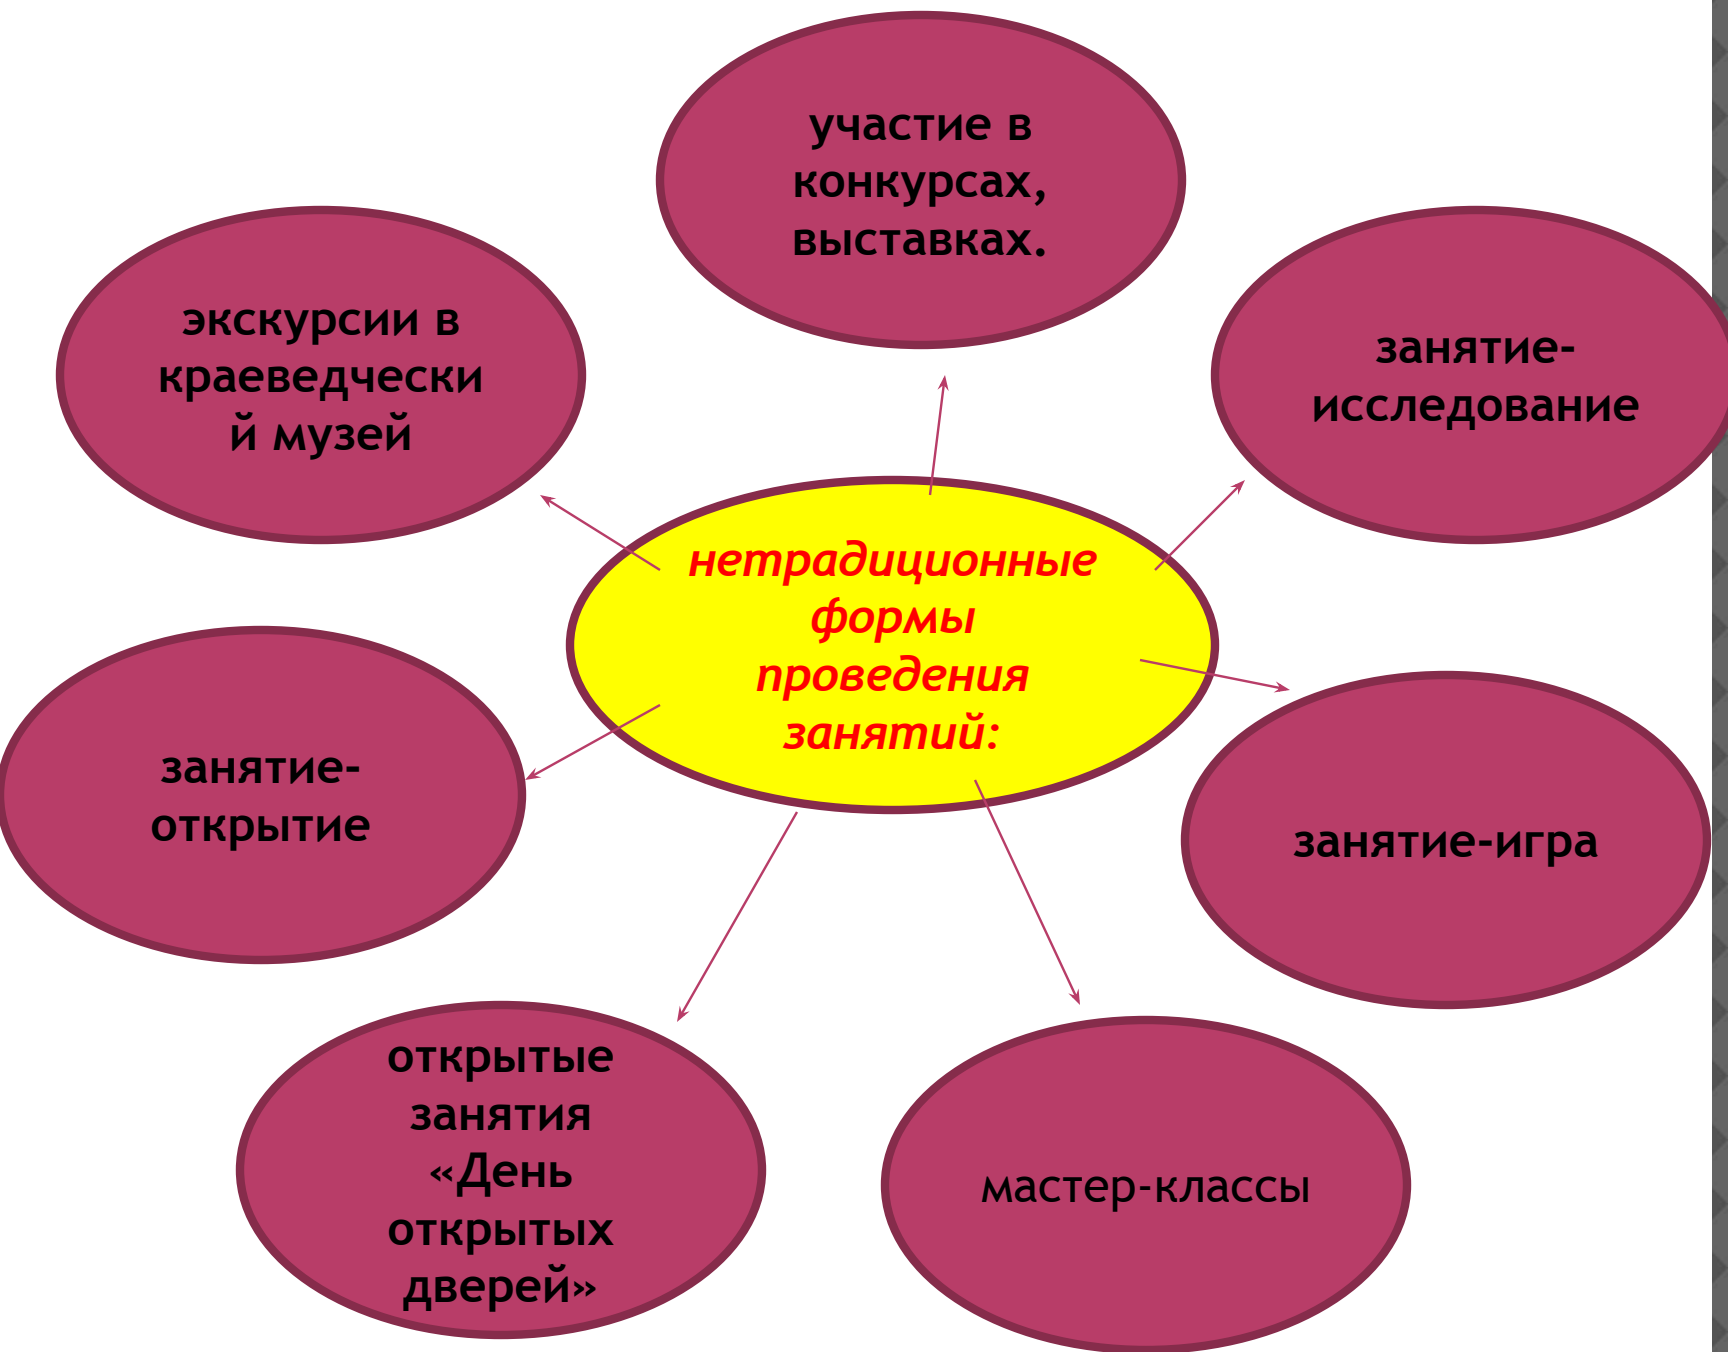 участие в
конкурсах,
выставках.
экскурсии в
краеведчески
й музей
занятие-
исследование
нетрадиционные
формы
проведения
занятий:
занятие-
открытие
занятие-игра
открытые
занятия
«День
открытых
дверей»
мастер-классы